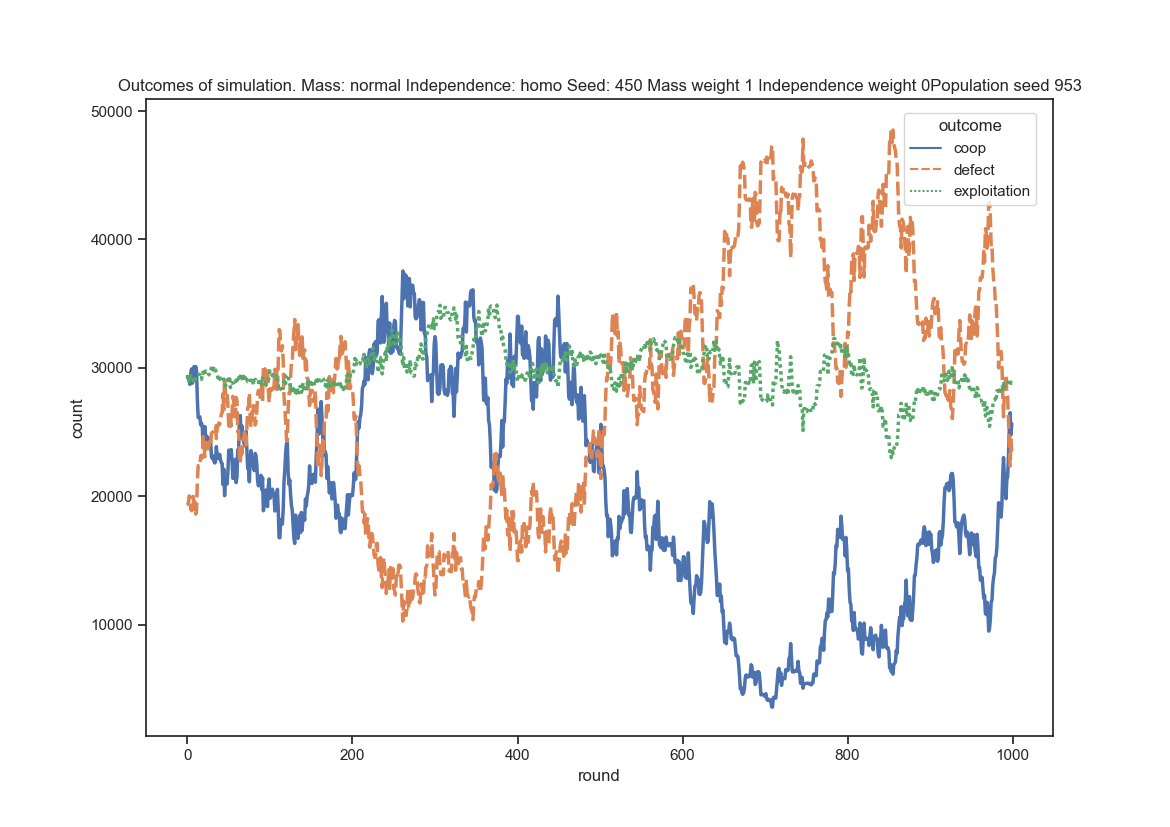 Outcomes of simulation. Mass: normal Independence: homo Seed: 450 Mass weight 1 Independence weight 0Population seed 953
outcome
coop
defect
exploitation
50000
40000
30000
20000
10000
count
0 200 400 600 800 1000
round